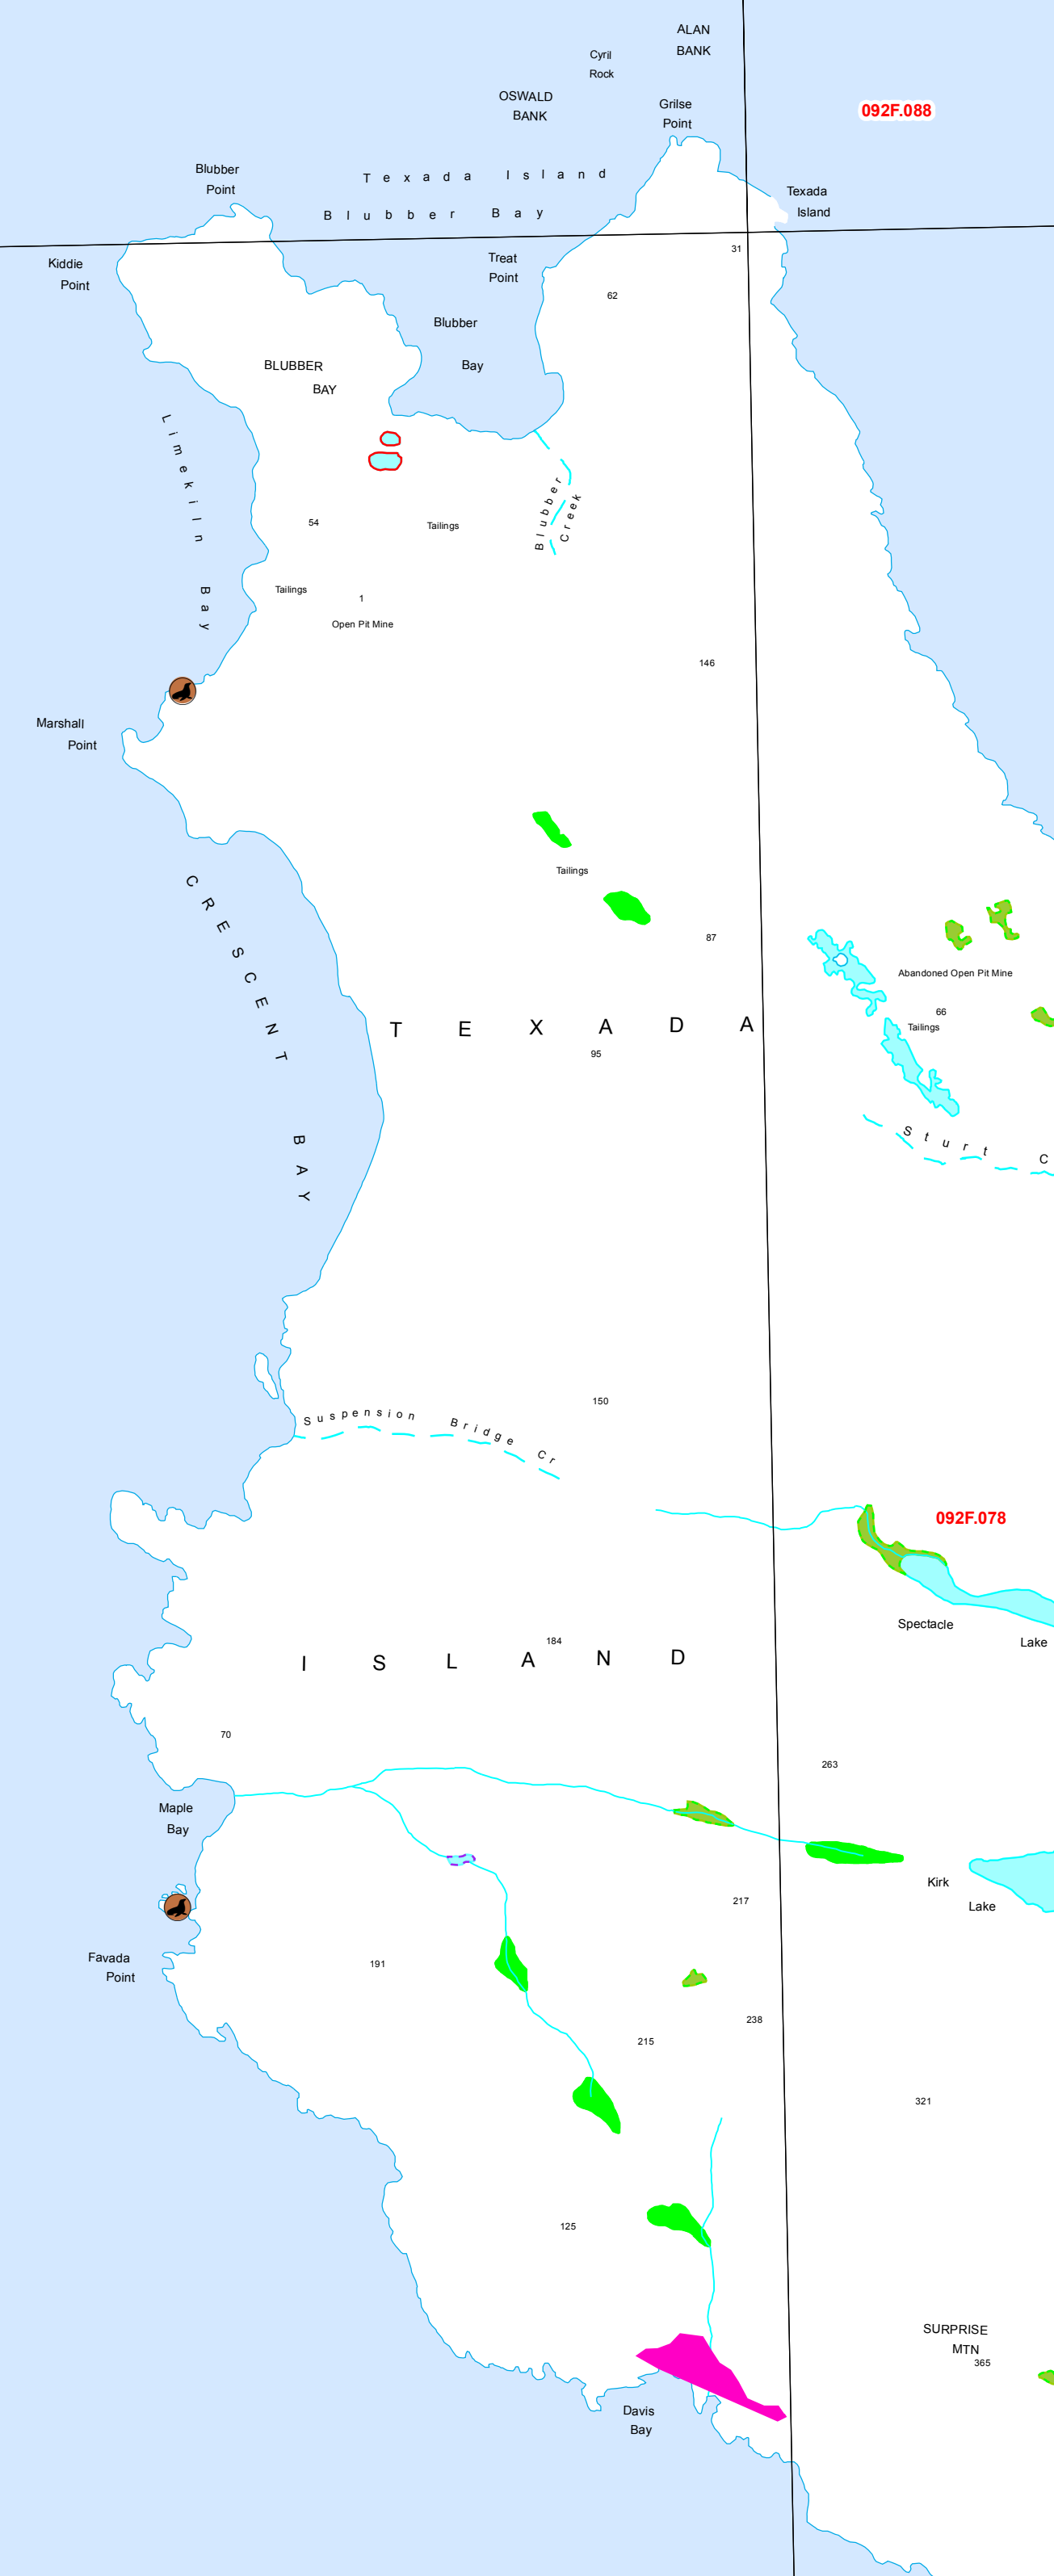 ALAN
BANK
Cyril
Rock
092F.088
OSWALD
BANK
Grilse
Point
Blubber
Point
Texada Island
Blubber Bay
Texada
Island
Kiddie
Point
Treat
Point
31
62
Blubber
Bay
BLUBBER
BAY
Limekiln Bay
Blubber
Creek
54
Tailings
Tailings
1
Open Pit Mine
146
Marshall
Point
Tailings
CRESCENT BAY
87
Abandoned Open Pit Mine
66
Tailings
TEXADA
95
Sturt C
150
Suspension Bridge Cr
092F.078
Spectacle
Lake
184
ISLAND
70
263
Maple
Bay
Kirk
Lake
217
Favada
Point
191
238
215
321
125
SURPRISE
MTN
365
Davis
Bay